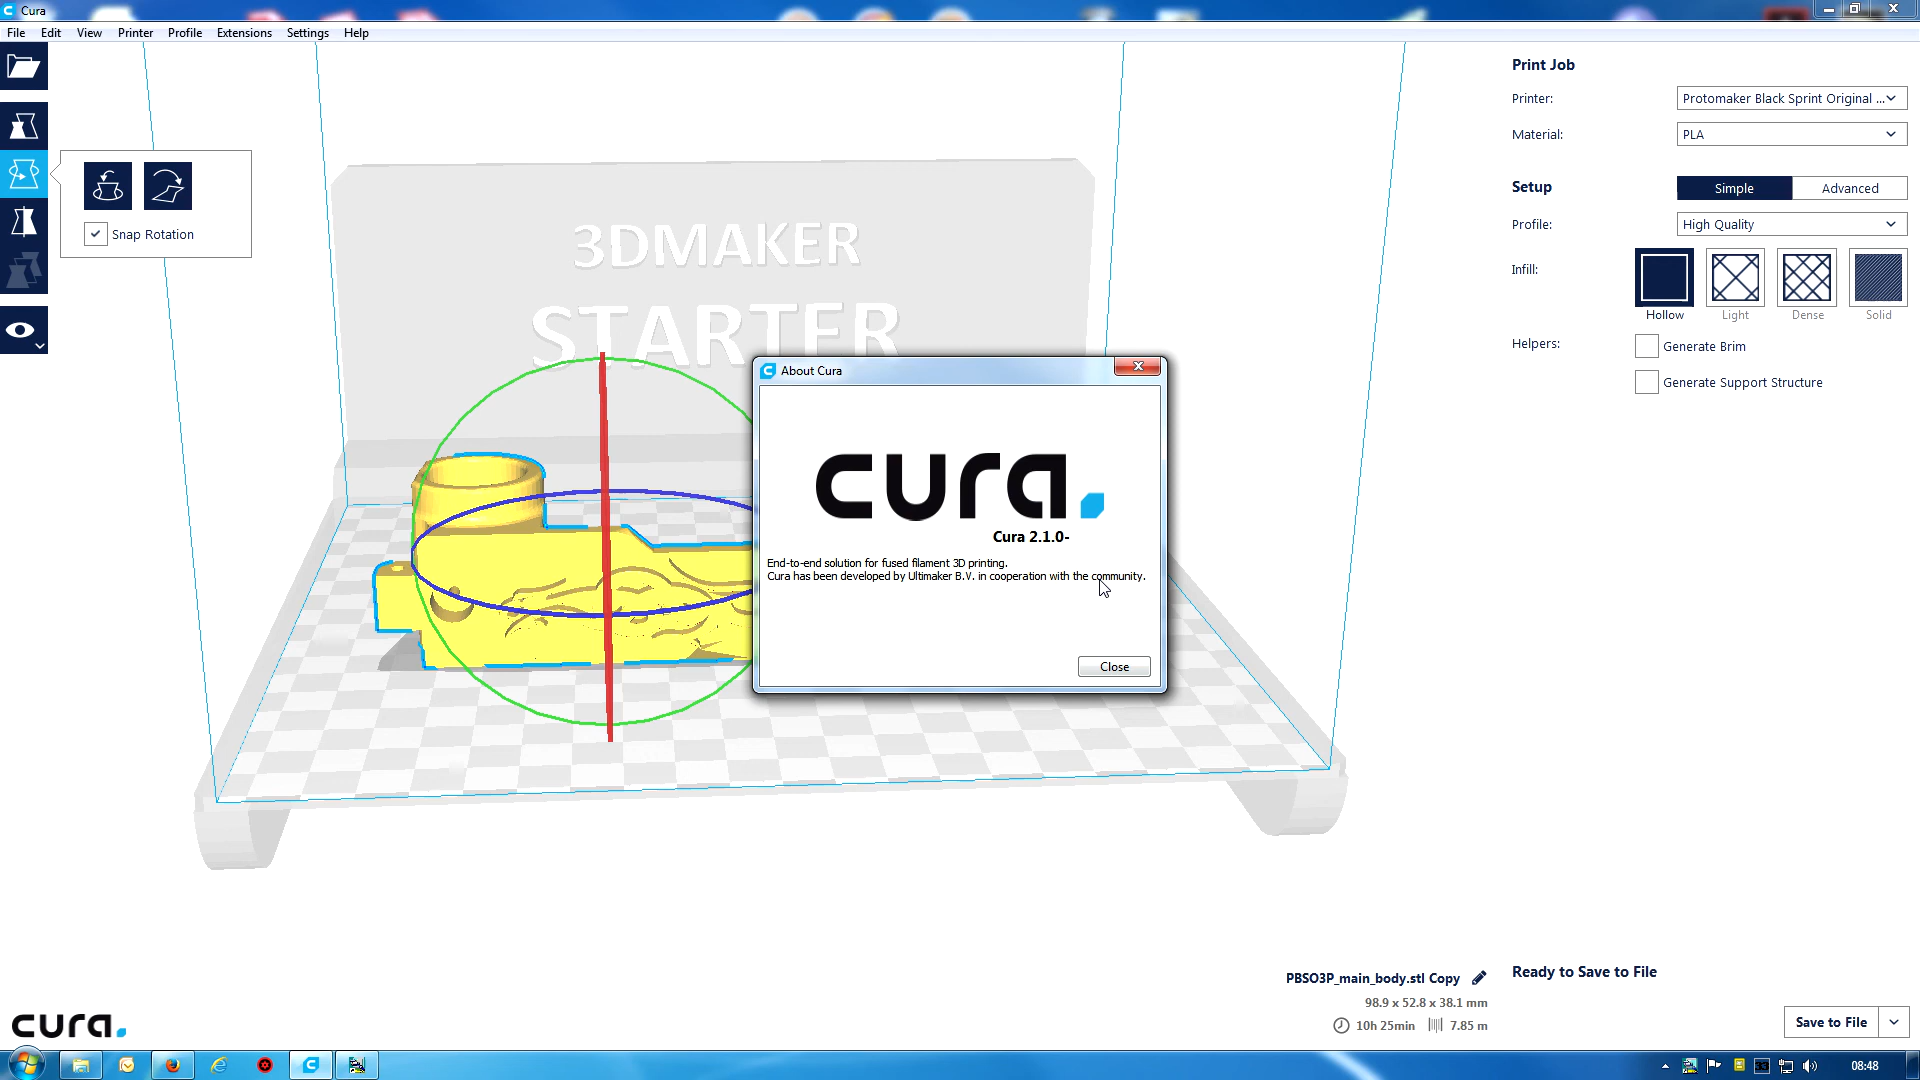 Cura
File Edit View Printer Profile Extensions Settings Help
Print Job
Printer: Protomaker Black Sprint Original ...
Material: PLA
Setup Simple Advanced
Profile: High Quality
Infill:
Hollow Light Dense Solid
Helpers: Generate Brim
Generate Support Structure
Snap Rotation
3DMAKER
STARTER
About Cura
cura.
Cura 2.1.0-
End-to-end solution for fused filament 3D printing.
Cura has been developed by Ultimaker B.V. in cooperation with the community.
Close
PBSO3P_main_body.stl Copy
98.9 x 52.8 x 38.1 mm
10h 25min 7.85 m
Ready to Save to File
Save to File
cura.
08:48